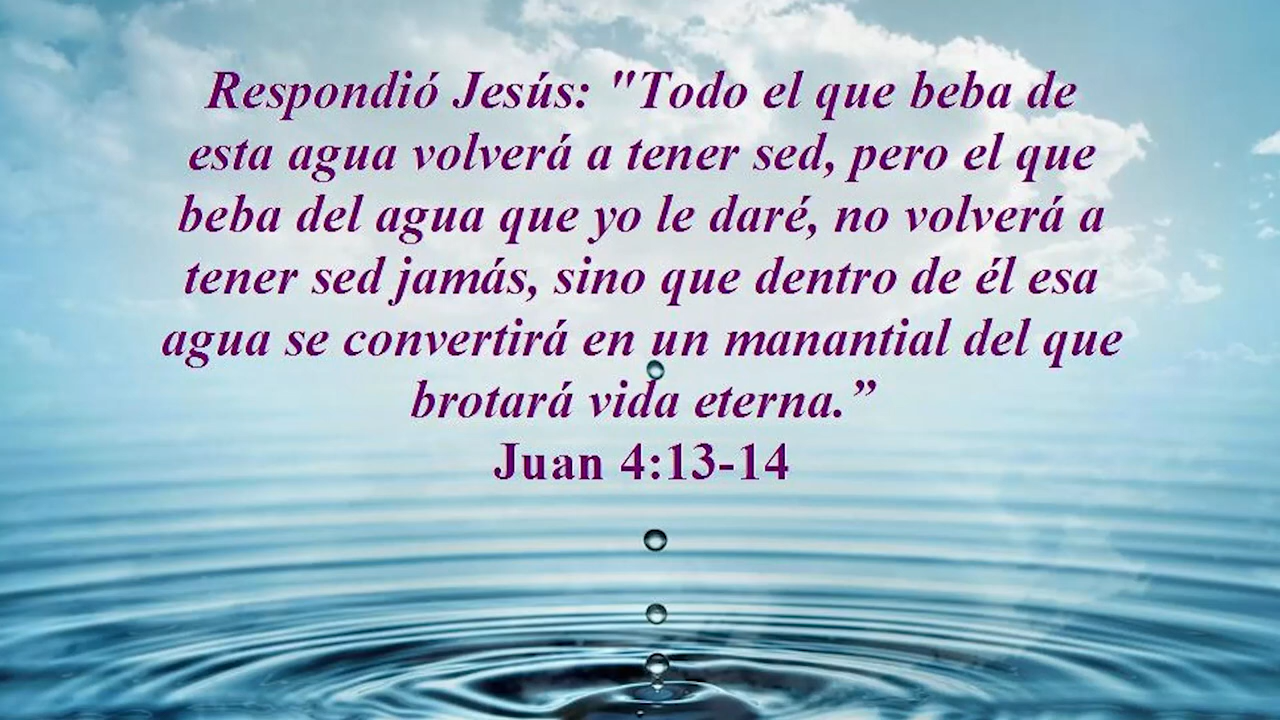 Respondió Jesús: "Todo el que beba de
esta agua volverá a tener sed, pero el que
beba del agua que yo le daré, no volverá a
tener sed jamás, sino que dentro de él esa
agua se convertirá en un manantial del que
brotará vida eterna.”
Juan 4:13-14